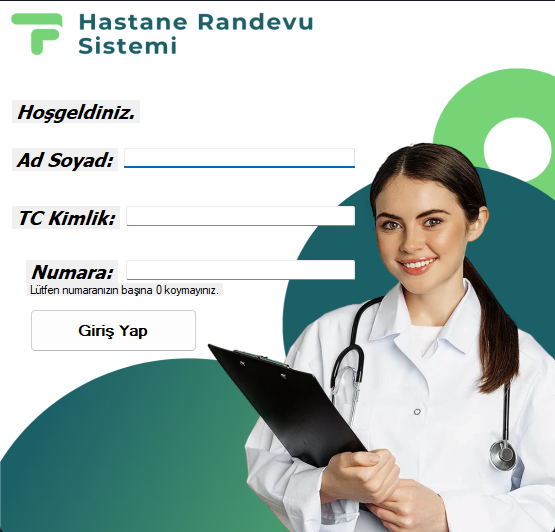 Hastane Randevu
Sistemi
Hoşgeldiniz.
Ad Soyad:
TC Kimlik:
Numara:
Lütfen numaranızın başına 0 koymayınız.
Giriş Yap